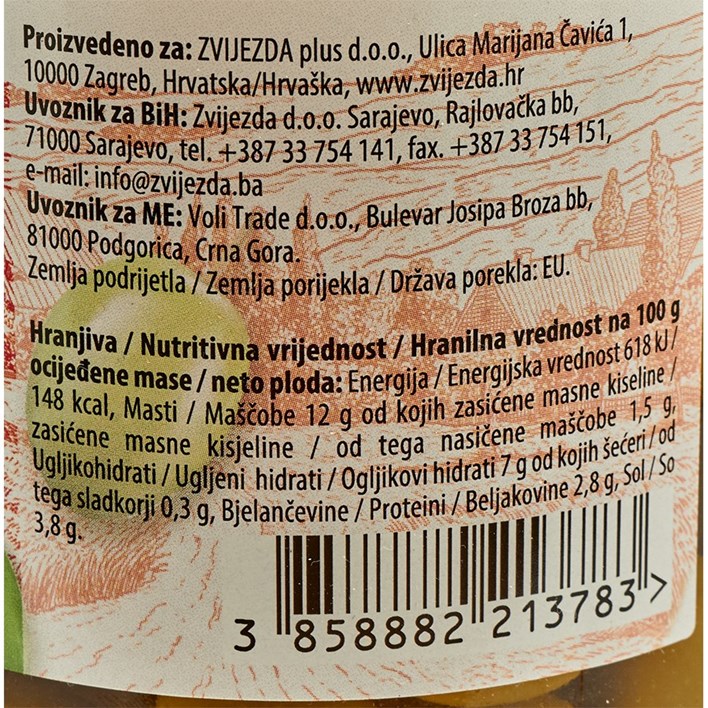 Proizvedeno za: ZVIJEZDA plus d.o.o., Ulica Marijana Čavića 1,
10000 Zagreb, Hrvatska/Hrvaška, www.zvijezda.hr
Uvoznik za BiH: Zvijezda d.o.o. Sarajevo, Rajlovačka bb,
71000 Sarajevo, tel. +387 33 754 141, fax. +387 33 754 151,
e-mail: info@zvijezda.ba
Uvoznik za ME: Voli Trade d.o.o., Bulevar Josipa Broza bb,
81000 Podgorica, Crna Gora.
Zemlja podrijetla / Zemlja porijekla / Država porekla: EU.
Hranjiva / Nutritivna vrijednost / Hranilna vrednost na 100 g
ocijeđene mase / neto ploda: Energija / Energijska vrednost 618 kJ /
148 kcal, Masti / Maščobe 12 g od kojih zasićene masne kiseline /
zasićene masne kisjeline / od tega nasičene maščobe 1,5 g,
Ugljikohidrati / Ugljeni hidrati / Ogljikovi hidrati 7 g od kojih šećeri / od
tega sladkorji 0,3 g, Bjelančevine / Proteini / Beljakovine 2,8 g, Sol / So
3,8 g.
3 858882 213783 >